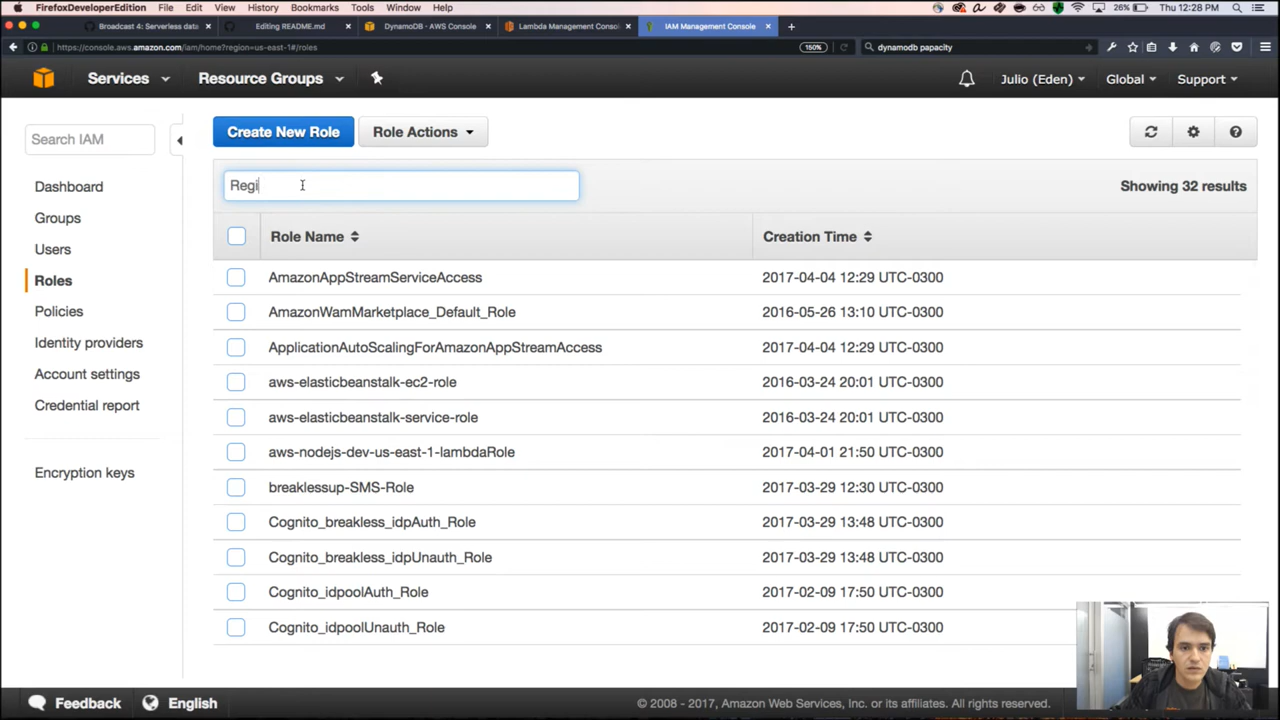 FirefoxDeveloperEdition File Edit View History Bookmarks Tools Window Help 26% Thu 12:28 PM
Broadcast 4: Serverless datab Editing README.md DynamoDB - AWS Console Lambda Management Conso IAM Management Console
https://console.aws.amazon.com/iam/home?region=us-east-1#/roles 150% dynamodb papacity
Services Resource Groups Julio (Eden) Global Support
Search IAM
Dashboard
Groups
Users
Roles
Policies
Identity providers
Account settings
Credential report
Encryption keys
Create New Role Role Actions
Regi Showing 32 results
Role Name Creation Time
AmazonAppStreamServiceAccess 2017-04-04 12:29 UTC-0300
AmazonWamMarketplace_Default_Role 2016-05-26 13:10 UTC-0300
ApplicationAutoScalingForAmazonAppStreamAccess 2017-04-04 12:29 UTC-0300
aws-elasticbeanstalk-ec2-role 2016-03-24 20:01 UTC-0300
aws-elasticbeanstalk-service-role 2016-03-24 20:01 UTC-0300
aws-nodejs-dev-us-east-1-lambdaRole 2017-04-01 21:50 UTC-0300
breaklessup-SMS-Role 2017-03-29 12:30 UTC-0300
Cognito_breakless_idpAuth_Role 2017-03-29 13:48 UTC-0300
Cognito_breakless_idpUnauth_Role 2017-03-29 13:48 UTC-0300
Cognito_idpoolAuth_Role 2017-02-09 17:50 UTC-0300
Cognito_idpoolUnauth_Role 2017-02-09 17:50 UTC-0300
Feedback English © 2008 - 2017, Amazon Web Services, Inc. or its affiliates. All rights reserved.